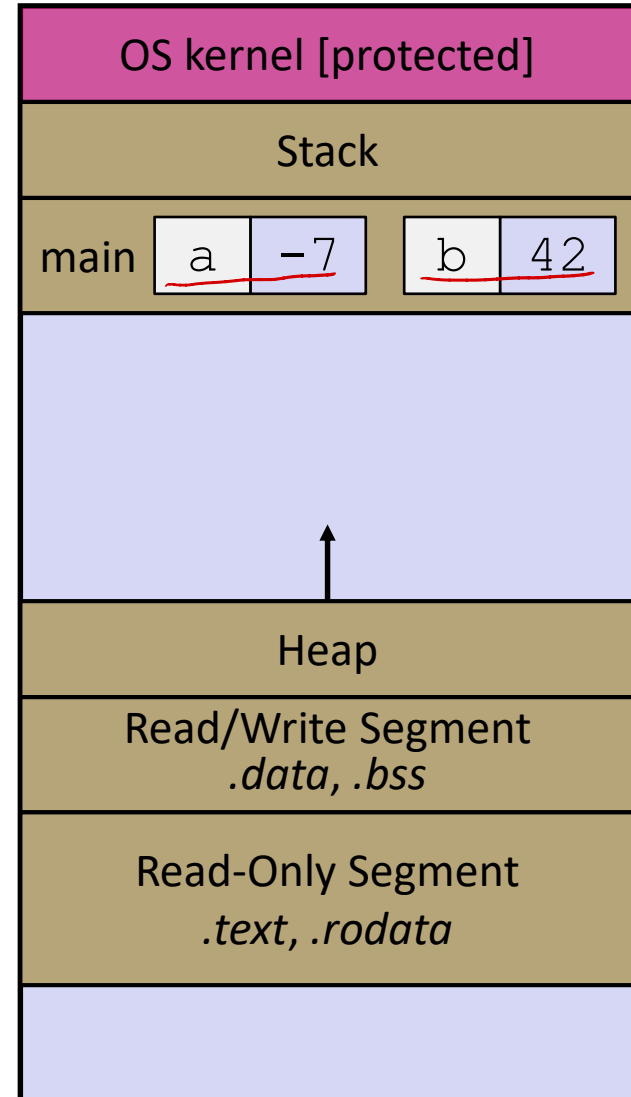 OS kernel [protected]
Stack
main a -7 b 42
Heap
Read/Write Segment
.data, .bss
Read-Only Segment
.text, .rodata